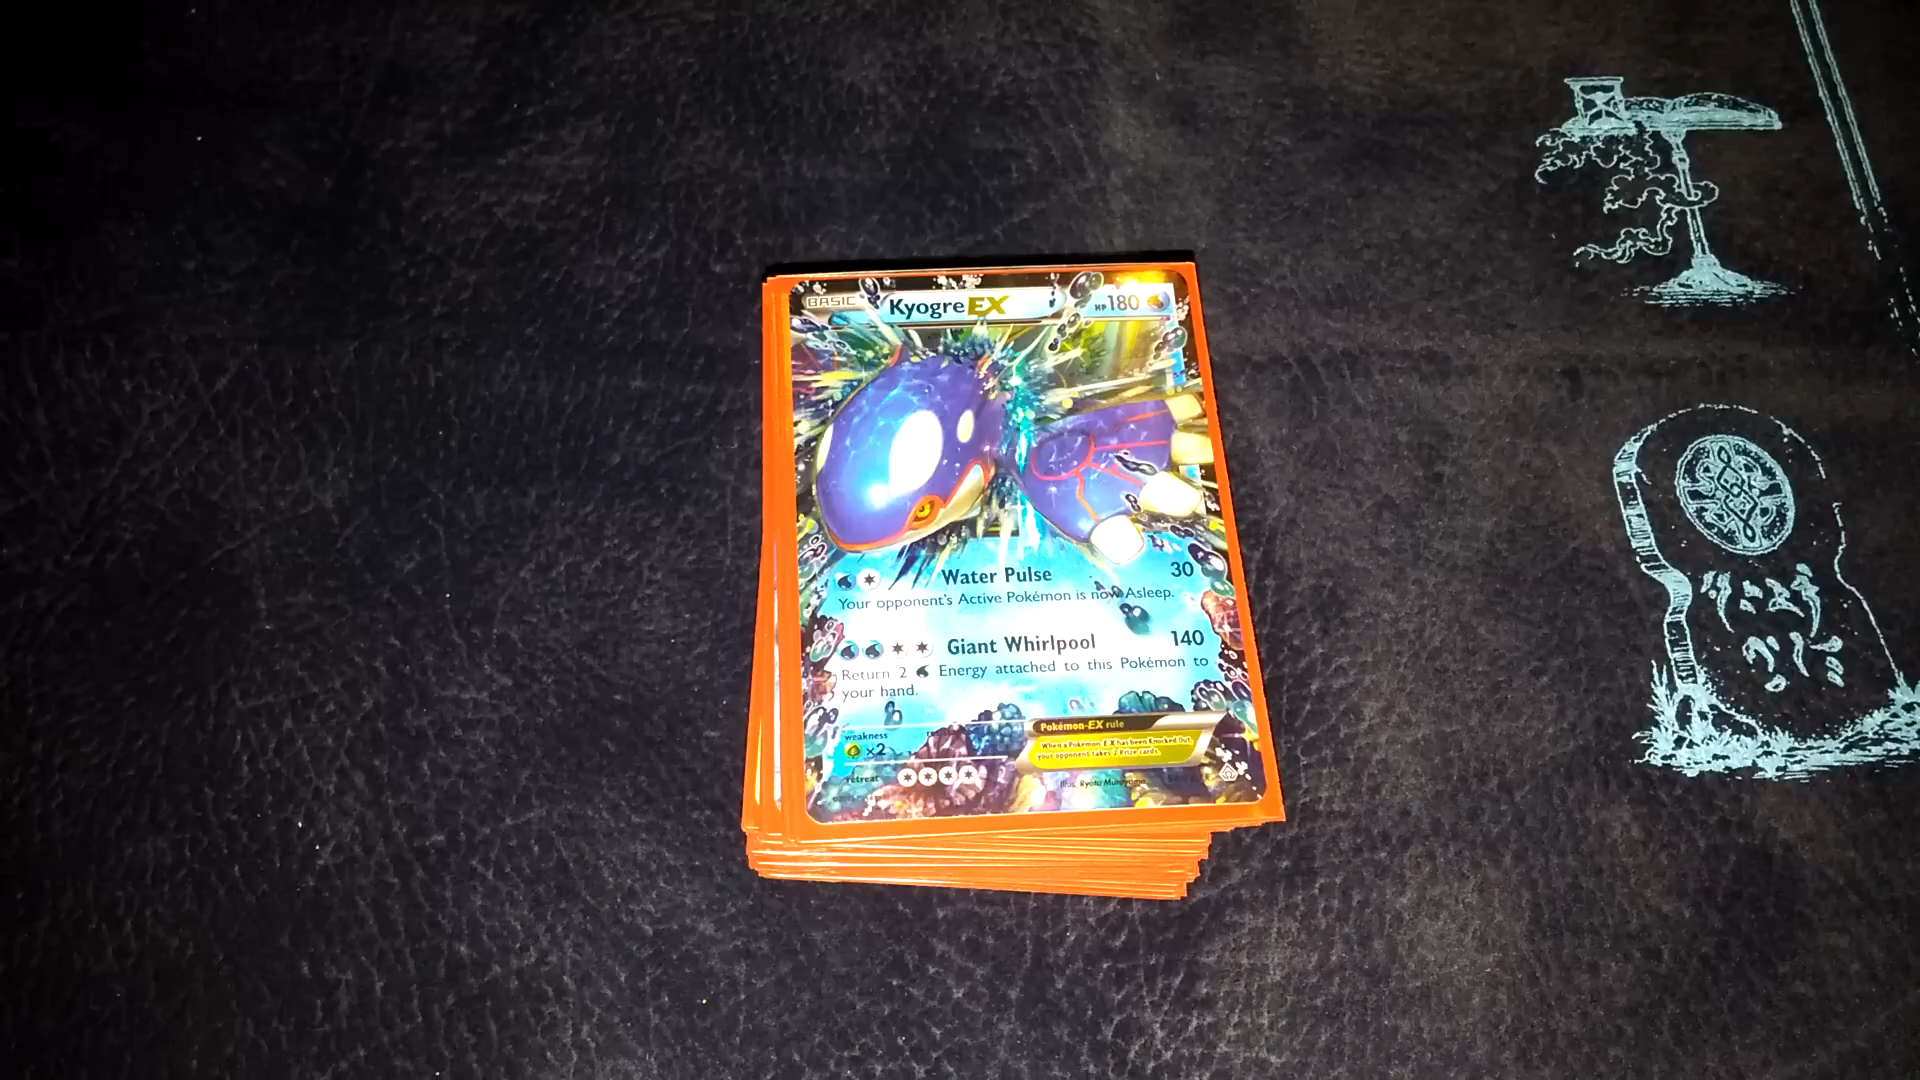 BASIC Kyogre EX HP 180
Water Pulse 30
Your opponent's Active Pokémon is now Asleep.
Giant Whirlpool 140
Return 2 Energy attached to this Pokémon to
your hand.
weakness
x2
retreat
Pokémon-EX rule
When a Pokémon-EX has been Knocked Out,
your opponent takes 2 Prize cards.
Illus. Ryota Murayama